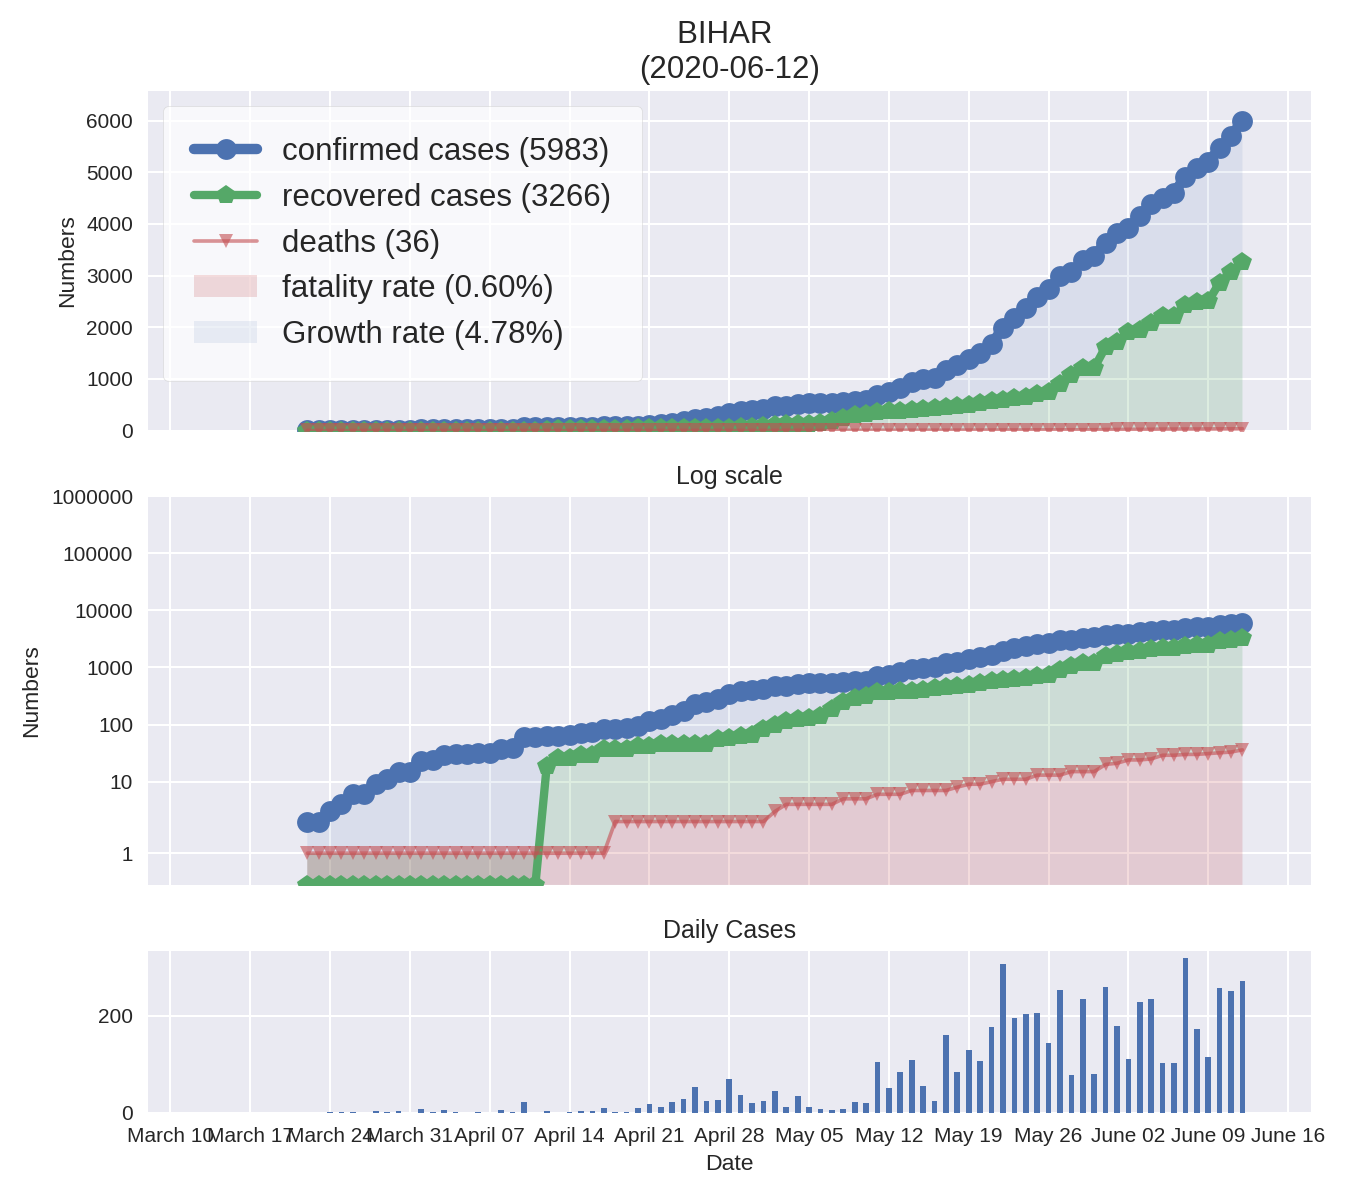 BIHAR
(2020-06-12)
6000
5000
4000
3000
2000
1000
0
Numbers
confirmed cases (5983)
recovered cases (3266)
deaths (36)
fatality rate (0.60%)
Growth rate (4.78%)
Log scale
1000000
100000
10000
1000
100
10
1
Numbers
Daily Cases
200
0
March 10 March 17 March 24 March 31 April 07 April 14 April 21 April 28 May 05 May 12 May 19 May 26 June 02 June 09 June 16
Date